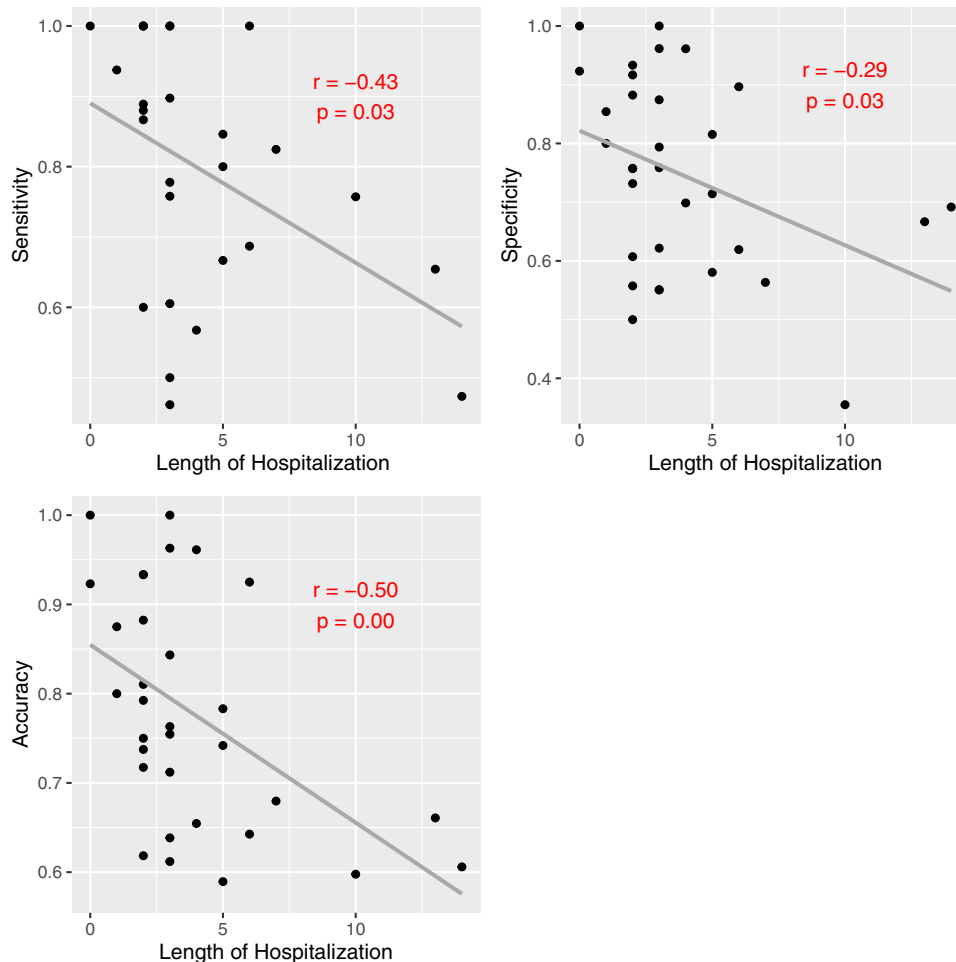 1.0
0.8
0.6
Sensitivity
r = −0.43
p = 0.03
0
5
10
Length of Hospitalization
1.0
0.8
0.6
0.4
Specificity
r = −0.29
p = 0.03
0
5
10
Length of Hospitalization
1.0
0.9
0.8
0.7
0.6
Accuracy
r = −0.50
p = 0.00
0
5
10
Length of Hospitalization